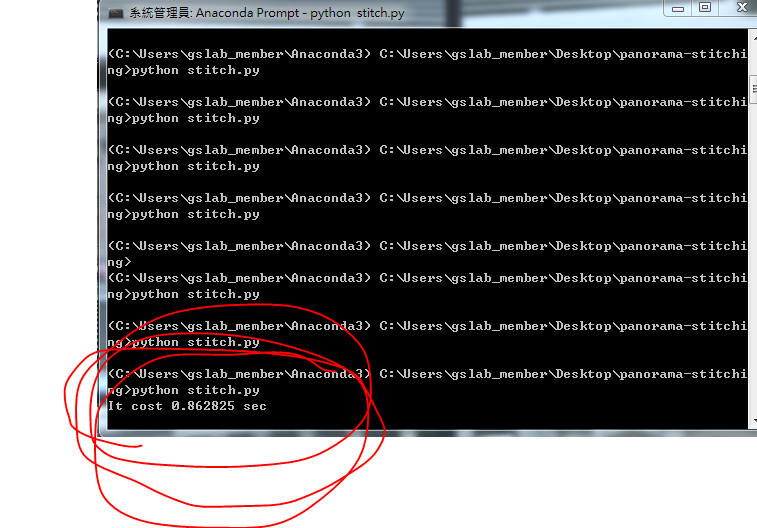 系統管理員: Anaconda Prompt - python stitch.py
(C:\Users\gslab_member\Anaconda3) C:\Users\gslab_member\Desktop\panorama-stitchi
ng>python stitch.py
(C:\Users\gslab_member\Anaconda3) C:\Users\gslab_member\Desktop\panorama-stitchi
ng>python stitch.py
(C:\Users\gslab_member\Anaconda3) C:\Users\gslab_member\Desktop\panorama-stitchi
ng>python stitch.py
(C:\Users\gslab_member\Anaconda3) C:\Users\gslab_member\Desktop\panorama-stitchi
ng>python stitch.py
(C:\Users\gslab_member\Anaconda3) C:\Users\gslab_member\Desktop\panorama-stitchi
ng>
(C:\Users\gslab_member\Anaconda3) C:\Users\gslab_member\Desktop\panorama-stitchi
ng>python stitch.py
(C:\Users\gslab_member\Anaconda3) C:\Users\gslab_member\Desktop\panorama-stitchi
ng>python stitch.py
(C:\Users\gslab_member\Anaconda3) C:\Users\gslab_member\Desktop\panorama-stitchi
ng>python stitch.py
It cost 0.862825 sec